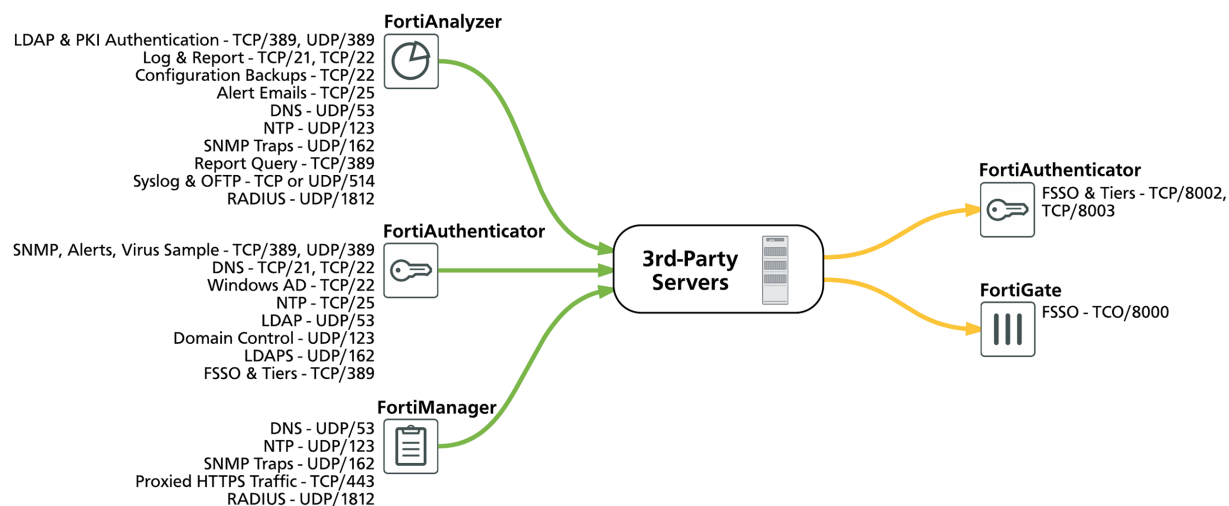 FortiAnalyzer
LDAP & PKI Authentication - TCP/389, UDP/389
Log & Report - TCP/21, TCP/22
Configuration Backups - TCP/22
Alert Emails - TCP/25
DNS - UDP/53
NTP - UDP/123
SNMP Traps - UDP/162
Report Query - TCP/389
Syslog & OFTP - TCP or UDP/514
RADIUS - UDP/1812
FortiAuthenticator
SNMP, Alerts, Virus Sample - TCP/389, UDP/389
DNS - TCP/21, TCP/22
Windows AD - TCP/22
NTP - TCP/25
LDAP - UDP/53
Domain Control - UDP/123
LDAPS - UDP/162
FSSO & Tiers - TCP/389
FortiManager
DNS - UDP/53
NTP - UDP/123
SNMP Traps - UDP/162
Proxied HTTPS Traffic - TCP/443
RADIUS - UDP/1812
3rd-Party
Servers
FortiAuthenticator
FSSO & Tiers - TCP/8002,
TCP/8003
FortiGate
FSSO - TCO/8000